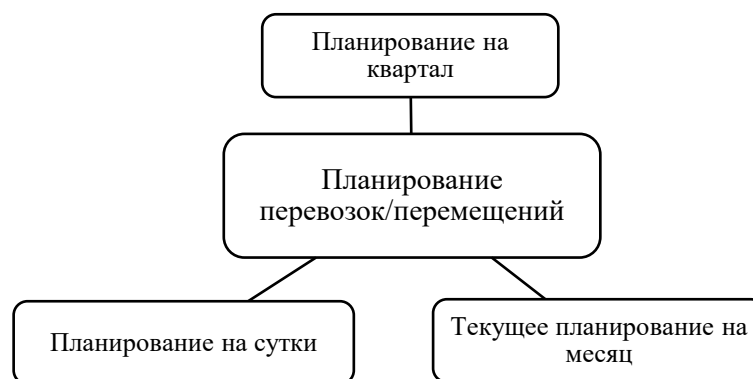 Планирование на
квартал
Планирование
перевозок/перемещений
Планирование на сутки
Текущее планирование на
месяц